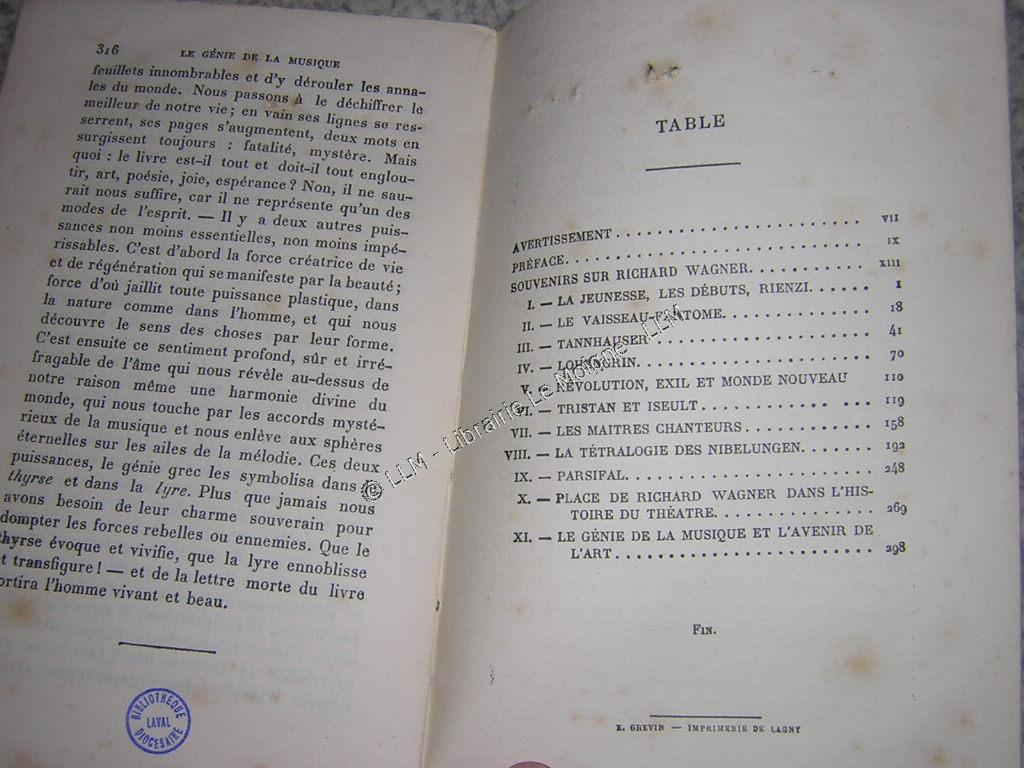 316 LE GÉNIE DE LA MUSIQUE
feuillets innombrables et d'y dérouler les anna-
les du monde. Nous passons à le déchiffrer le
meilleur de notre vie ; en vain ses lignes se res-
serrent, ses pages s'augmentent, deux mots en
surgissent toujours : fatalité, mystère. Mais
quoi : le livre est-il tout et doit-il tout englou-
tir, art, poésie, joie, espérance ? Non, il ne sau-
rait nous suffire, car il ne représente qu'un des
modes de l'esprit. — Il y a deux autres puis-
sances non moins essentielles, non moins impé-
rissables. C'est d'abord la force créatrice de vie
et de régénération qui se manifeste par la beauté ;
force d'où jaillit toute puissance plastique, dans
la nature comme dans l'homme, et qui nous
découvre le sens des choses par leur forme.
C'est ensuite ce sentiment profond, sûr et irré-
fragable de l'âme qui nous révèle au-dessus de
notre raison même une harmonie divine du
monde, qui nous touche par les accords mysté-
rieux de la musique et nous enlève aux sphères
éternelles sur les ailes de la mélodie. Ces deux
puissances, le génie grec les symbolisa dans le
thyrse et dans la lyre. Plus que jamais nous
avons besoin de leur charme souverain pour
dompter les forces rebelles ou ennemies. Que le
thyrse évoque et vivifie, que la lyre ennoblisse
et transfigure ! — et de la lettre morte du livre
sortira l'homme vivant et beau.
BIBLIOTHEQUE
LAVAL
DIOCESAINE
TABLE
AVERTISSEMENT . . . . . . . . . . . . . . . . . . . . . VII
PRÉFACE. . . . . . . . . . . . . . . . . . . . . . . . . IX
SOUVENIRS SUR RICHARD WAGNER. . . . . . . . . . . XIII
I. — LA JEUNESSE, LES DÉBUTS, RIENZI. . . . . . 1
II. — LE VAISSEAU-FANTOME. . . . . . . . . . . . . 18
III. — TANNHAUSER . . . . . . . . . . . . . . . . . . 41
IV. — LOHENGRIN. . . . . . . . . . . . . . . . . . . 70
V. — RÉVOLUTION, EXIL ET MONDE NOUVEAU 110
VI. — TRISTAN ET ISEULT. . . . . . . . . . . . . . . 119
VII. — LES MAITRES CHANTEURS. . . . . . . . . . . 158
VIII. — LA TÉTRALOGIE DES NIBELUNGEN. . . . . . . 192
IX. — PARSIFAL. . . . . . . . . . . . . . . . . . . . 248
X. — PLACE DE RICHARD WAGNER DANS L'HIS-
TOIRE DU THÉATRE. . . . . . . . . . . . . . 269
XI. — LE GÉNIE DE LA MUSIQUE ET L'AVENIR DE
L'ART . . . . . . . . . . . . . . . . . . . . . 298
FIN.
E. GREVIN — IMPRIMERIE DE LAGNY
© LLM - Librairie Le Moigne - LLM